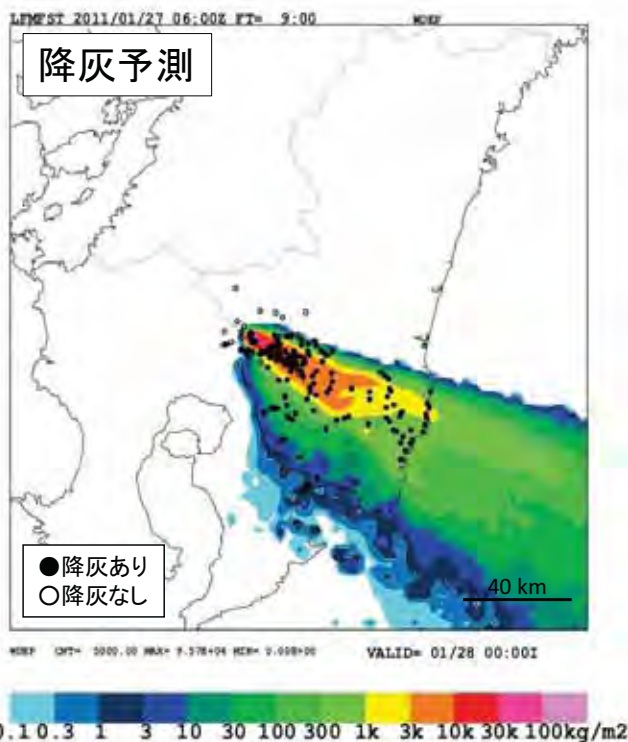 LFMFST 2011/01/27 06:00Z FT= 9:00
降灰予測
●降灰あり
○降灰なし
40 km
VALID= 01/28 00:00I
0.1 0.3 1 3 10 30 100 300 1k 3k 10k 30k 100kg/m2